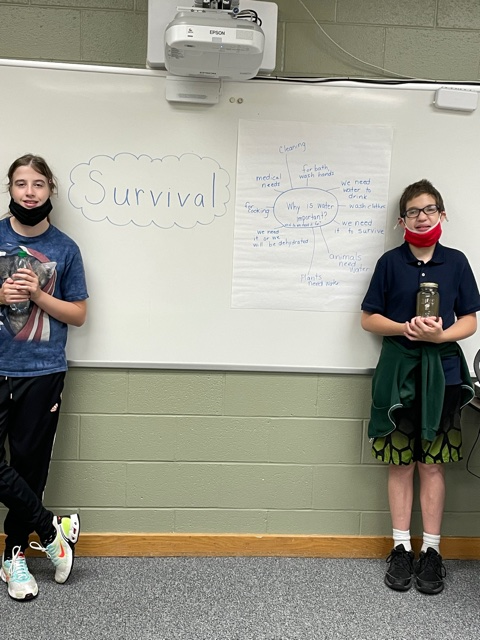 EPSON
Survival
Cleaning
for bath,
wash hands
medical
needs
we need
water to
drink
for
cooking
Why is water
important?
wash clothes
we need
it to survive
we need
it or we
will be dehydrated
animals
need
water
Plants
need water